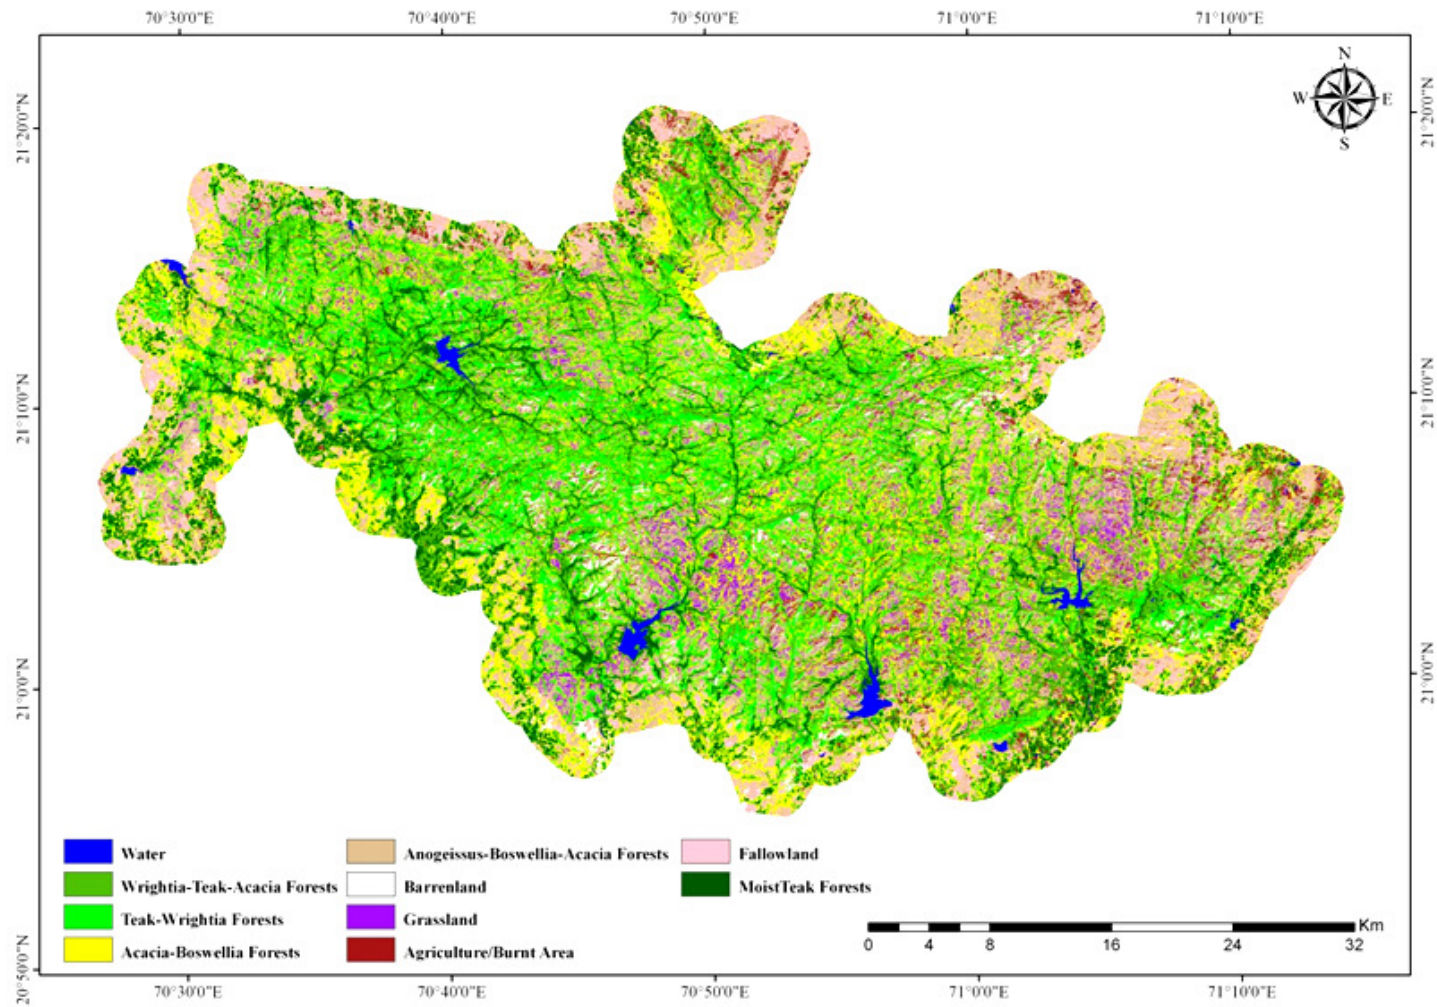 70°30'0"E 70°40'0"E 70°50'0"E 71°0'0"E 71°10'0"E
N
W E
S
21°20'0"N 21°20'0"N
21°10'0"N 21°10'0"N
21°0'0"N 21°0'0"N
20°50'0"N
Water
Wrightia-Teak-Acacia Forests
Teak-Wrightia Forests
Acacia-Boswellia Forests
Anogeissus-Boswellia-Acacia Forests
Barrenland
Grassland
Agriculture/Burnt Area
Fallowland
MoistTeak Forests
Km
0 4 8 16 24 32
70°30'0"E 70°40'0"E 70°50'0"E 71°0'0"E 71°10'0"E